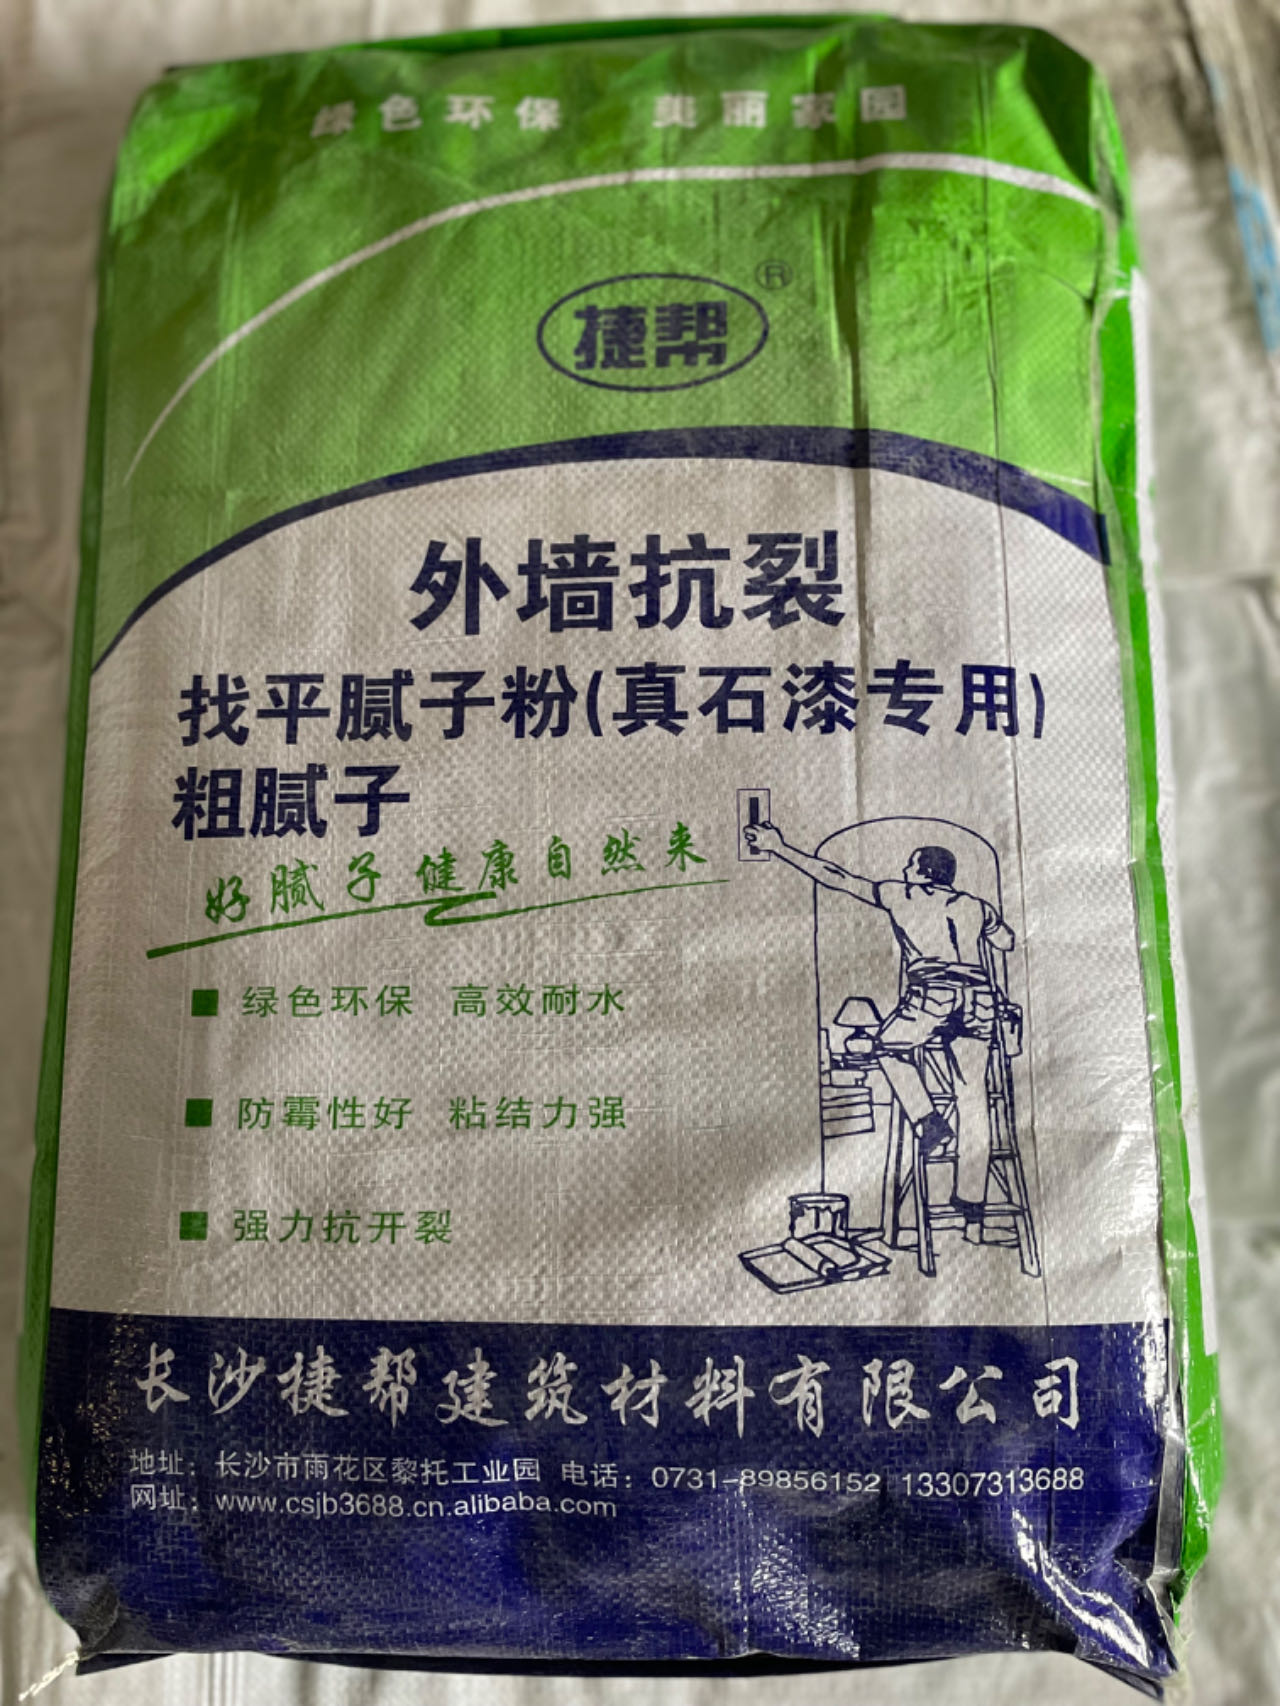 绿色环保 美丽家园
捷帮®
外墙抗裂
找平腻子粉(真石漆专用)
粗腻子
好腻子健康自然来
■ 绿色环保 高效耐水
■ 防霉性好 粘结力强
■ 强力抗开裂
长沙捷帮建筑材料有限公司
地址：长沙市雨花区黎托工业园 电话：0731-89856152 13307313688
网址：www.csjb3688.cn.alibaba.com